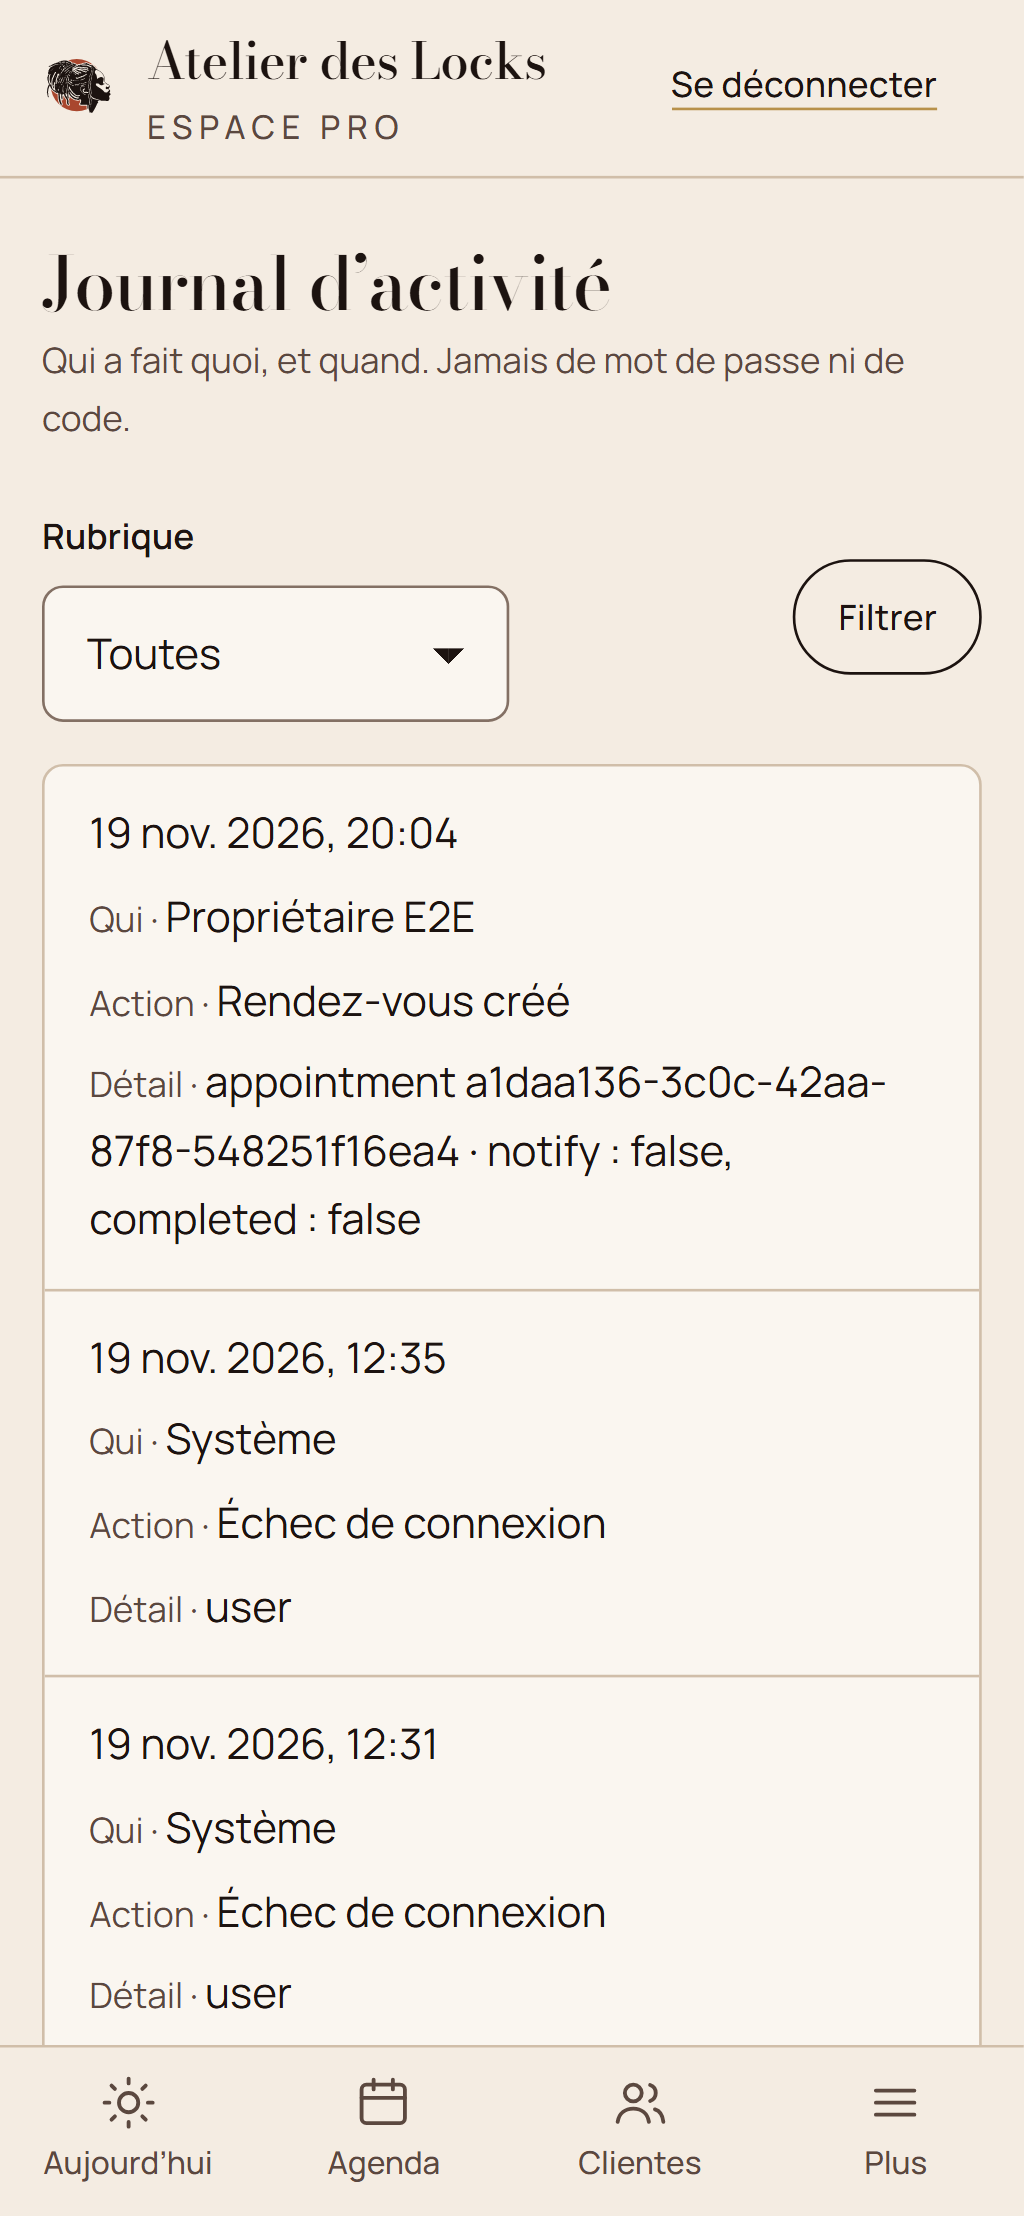 Atelier des Locks
ESPACE PRO
Se déconnecter
Journal d’activité
Qui a fait quoi, et quand. Jamais de mot de passe ni de
code.
Rubrique
Toutes
Filtrer
19 nov. 2026, 20:04
Qui · Propriétaire E2E
Action · Rendez-vous créé
Détail · appointment a1daa136-3c0c-42aa-
87f8-548251f16ea4 · notify : false,
completed : false
19 nov. 2026, 12:35
Qui · Système
Action · Échec de connexion
Détail · user
19 nov. 2026, 12:31
Qui · Système
Action · Échec de connexion
Détail · user
Aujourd’hui
Agenda
Clientes
Plus